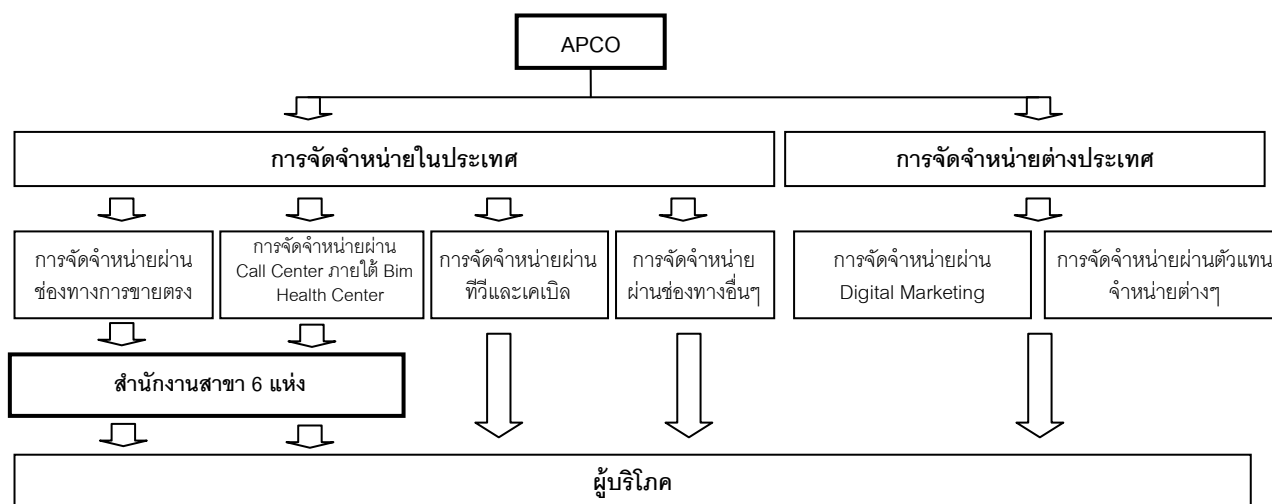 APCO
การจัดจำหน่ายในประเทศ
การจัดจำหน่ายต่างประเทศ
การจัดจำหน่ายผ่าน
ช่องทางการขายตรง
การจัดจำหน่ายผ่าน
Call Center ภายใต้ Bim
Health Center
การจัดจำหน่ายผ่าน
ทีวีและเคเบิล
การจัดจำหน่าย
ผ่านช่องทางอื่นๆ
การจัดจำหน่ายผ่าน
Digital Marketing
การจัดจำหน่ายผ่านตัวแทน
จำหน่ายต่างๆ
สำนักงานสาขา 6 แห่ง
ผู้บริโภค